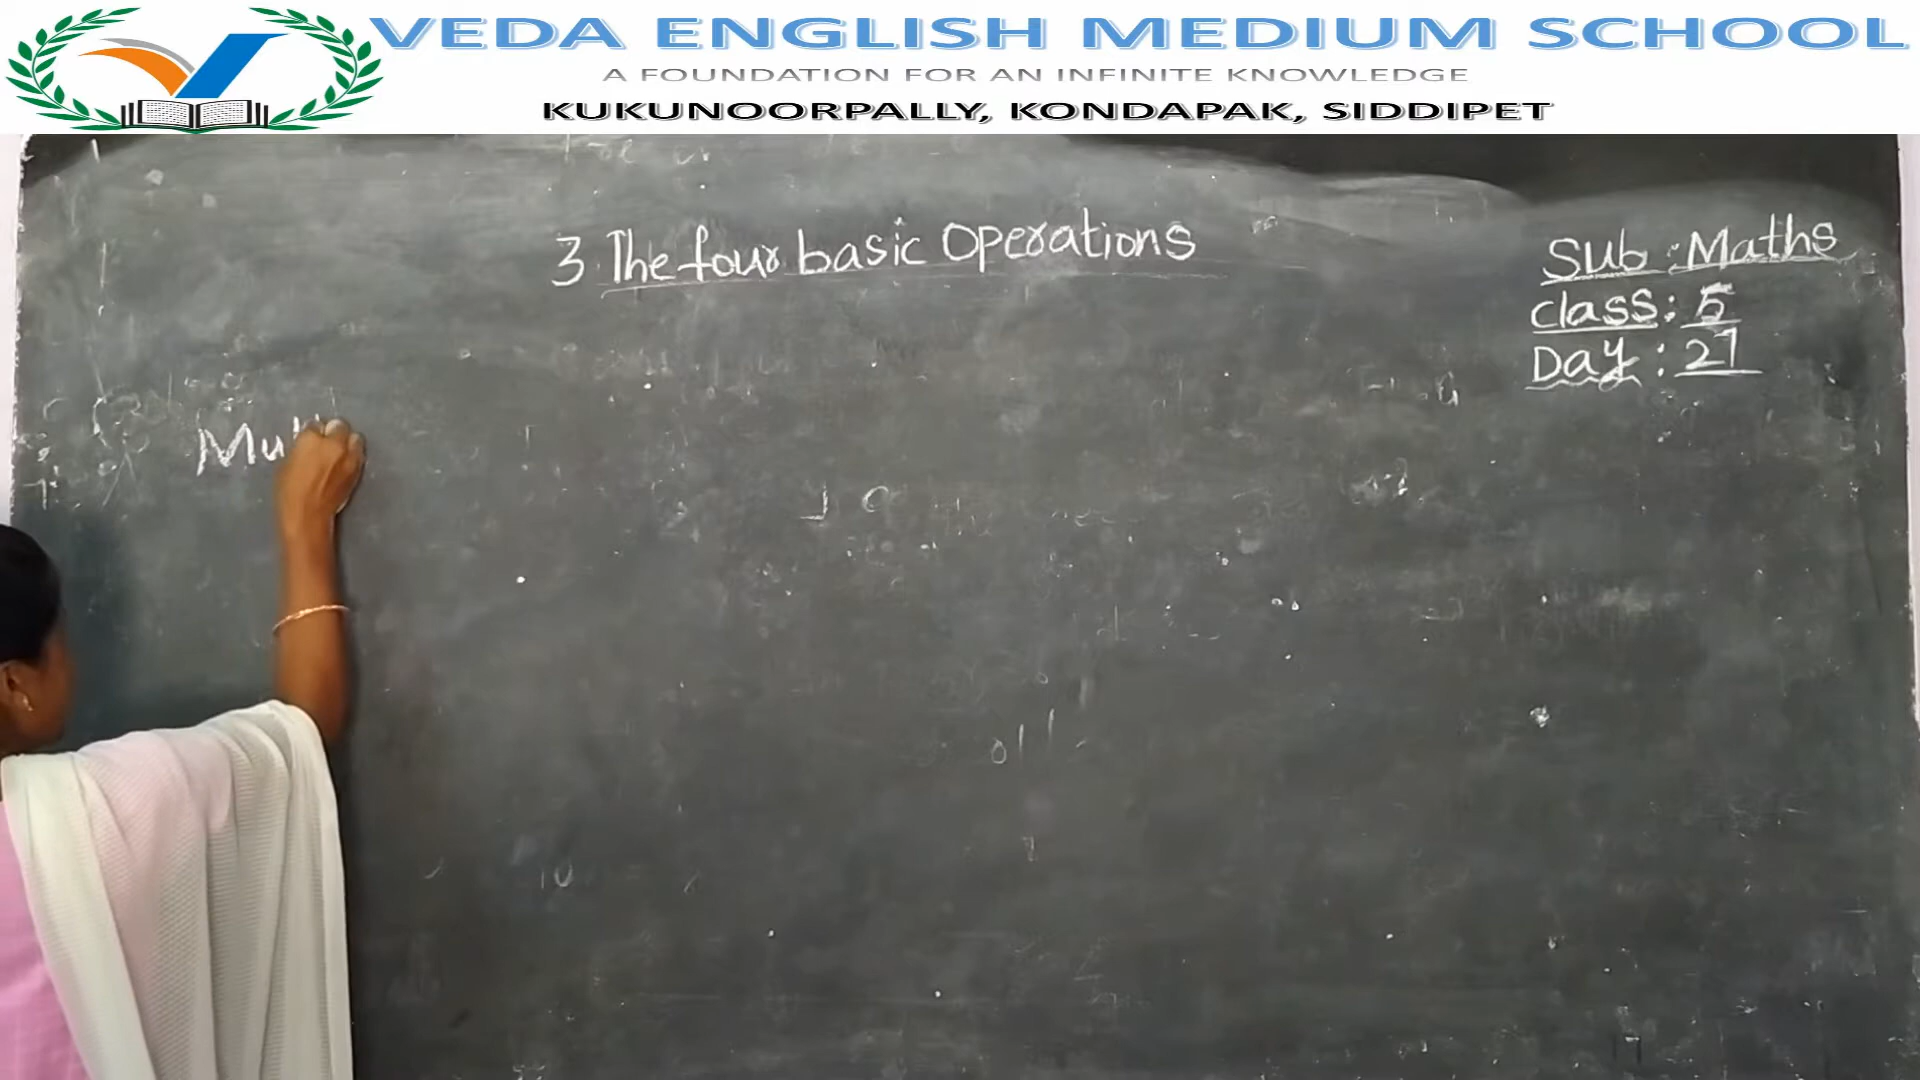 VEDA ENGLISH MEDIUM SCHOOL
A FOUNDATION FOR AN INFINITE KNOWLEDGE
KUKUNOORPALLY, KONDAPAK, SIDDIPET
3. The four basic Operations
Sub : Maths
class : 5
Day : 27